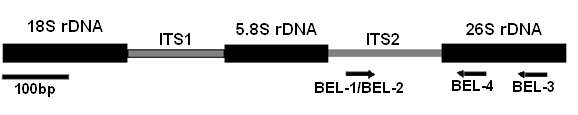 18S rDNA
ITS1
5.8S rDNA
ITS2
26S rDNA
100bp
BEL-1/BEL-2
BEL-4
BEL-3